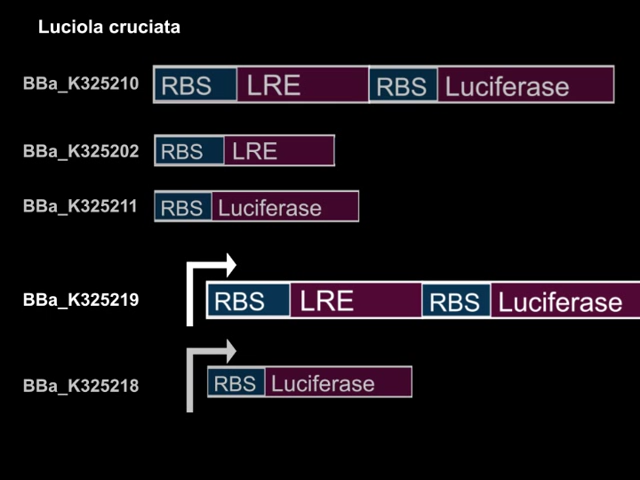 Luciola cruciata
BBa_K325210 RBS LRE RBS Luciferase
BBa_K325202 RBS LRE
BBa_K325211 RBS Luciferase
BBa_K325219 RBS LRE RBS Luciferase
BBa_K325218 RBS Luciferase